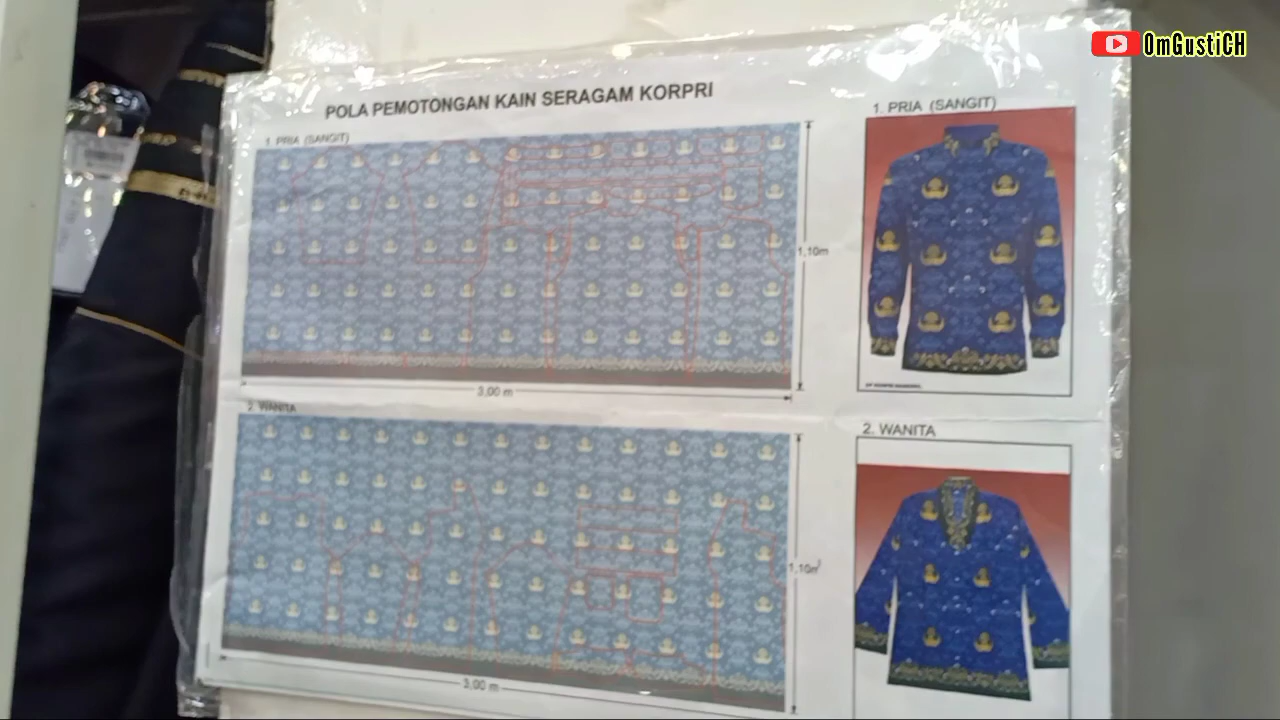 OmGustiCH
POLA PEMOTONGAN KAIN SERAGAM KORPRI
1. PRIA (SANGIT)
1,10m
3,00 m
2. WANITA
1,10m
3,00 m
1. PRIA (SANGIT)
2. WANITA